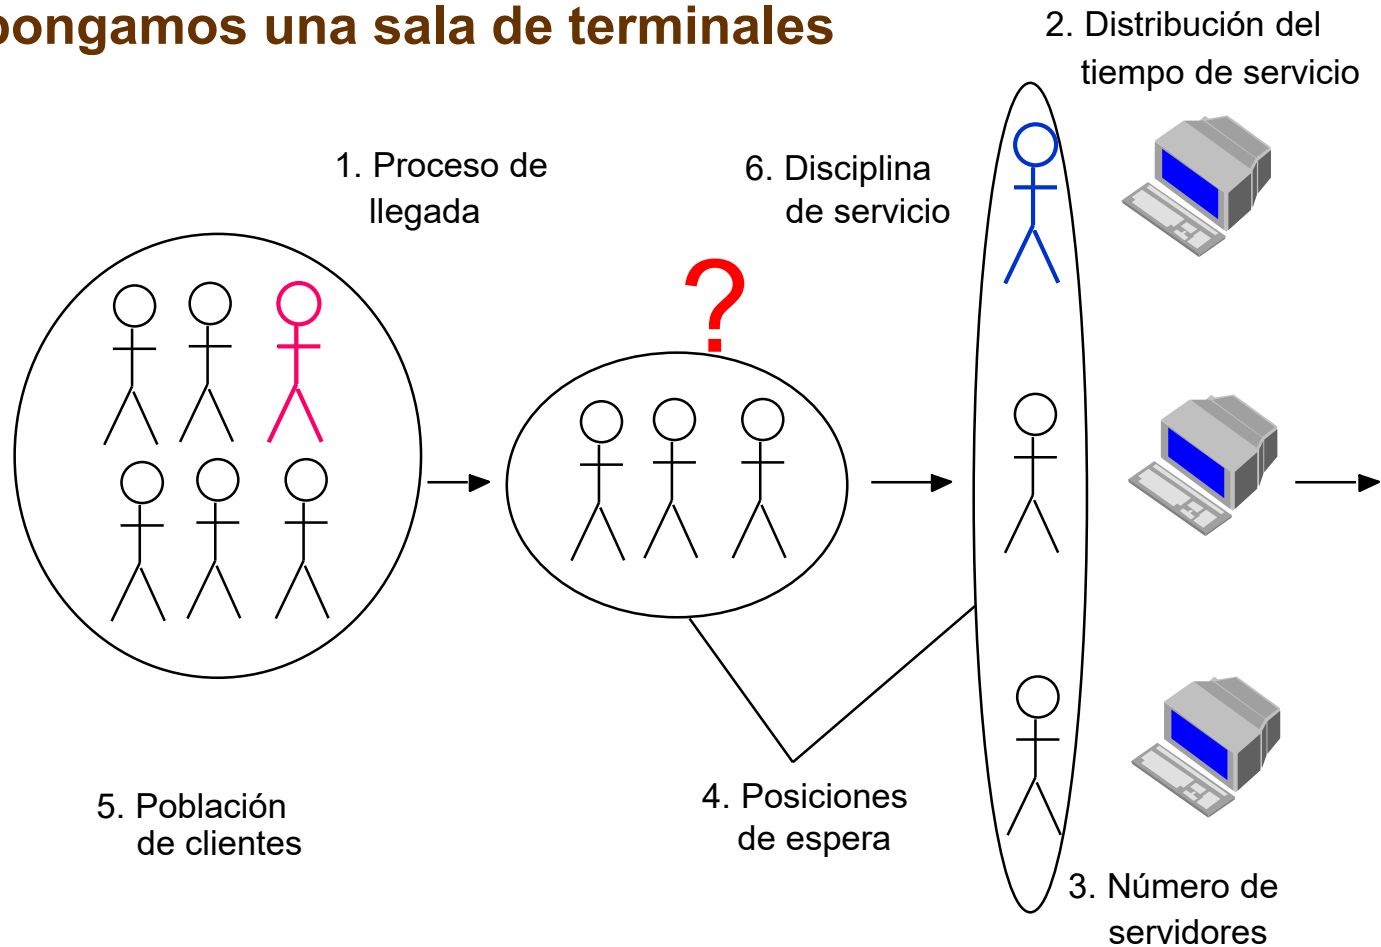 pongamos una sala de terminales
2. Distribución del
tiempo de servicio
1. Proceso de
llegada
6. Disciplina
de servicio
?
5. Población
de clientes
4. Posiciones
de espera
3. Número de
servidores